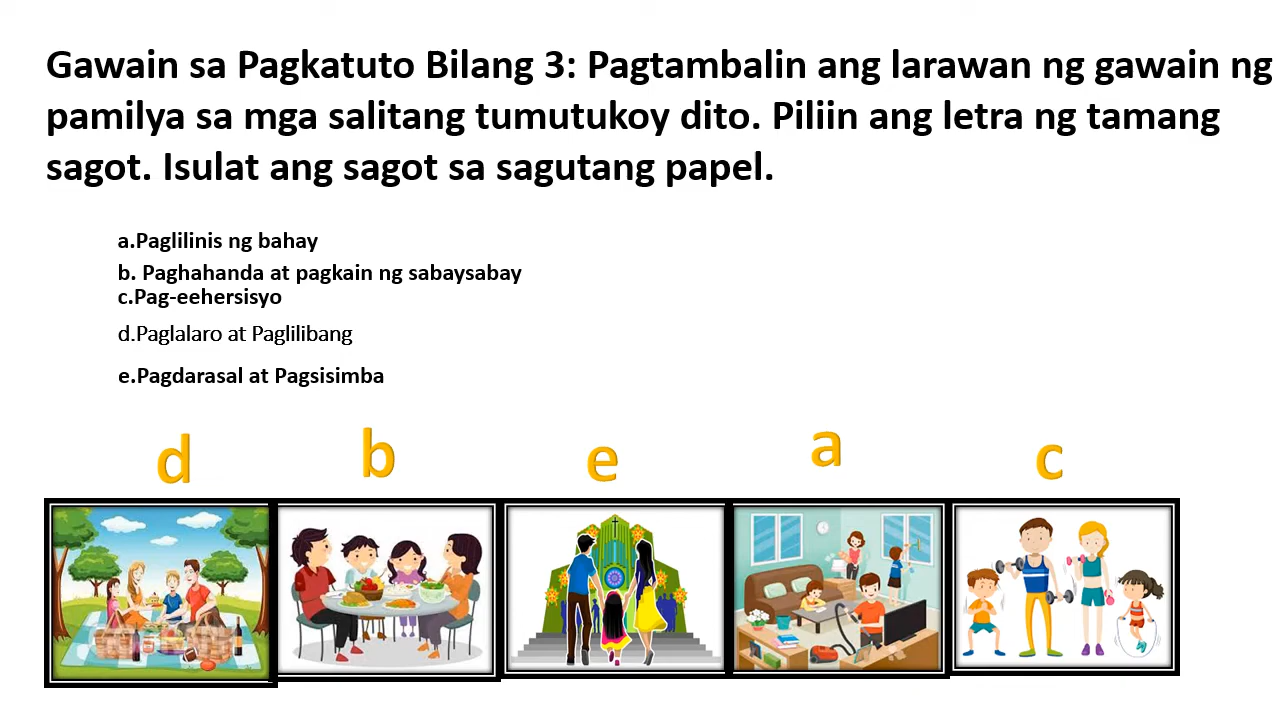 Gawain sa Pagkatuto Bilang 3: Pagtambalin ang larawan ng gawain ng
pamilya sa mga salitang tumutukoy dito. Piliin ang letra ng tamang
sagot. Isulat ang sagot sa sagutang papel.
a.Paglilinis ng bahay
b. Paghahanda at pagkain ng sabaysabay
c.Pag-eehersisyo
d.Paglalaro at Paglilibang
e.Pagdarasal at Pagsisimba
d b e a c